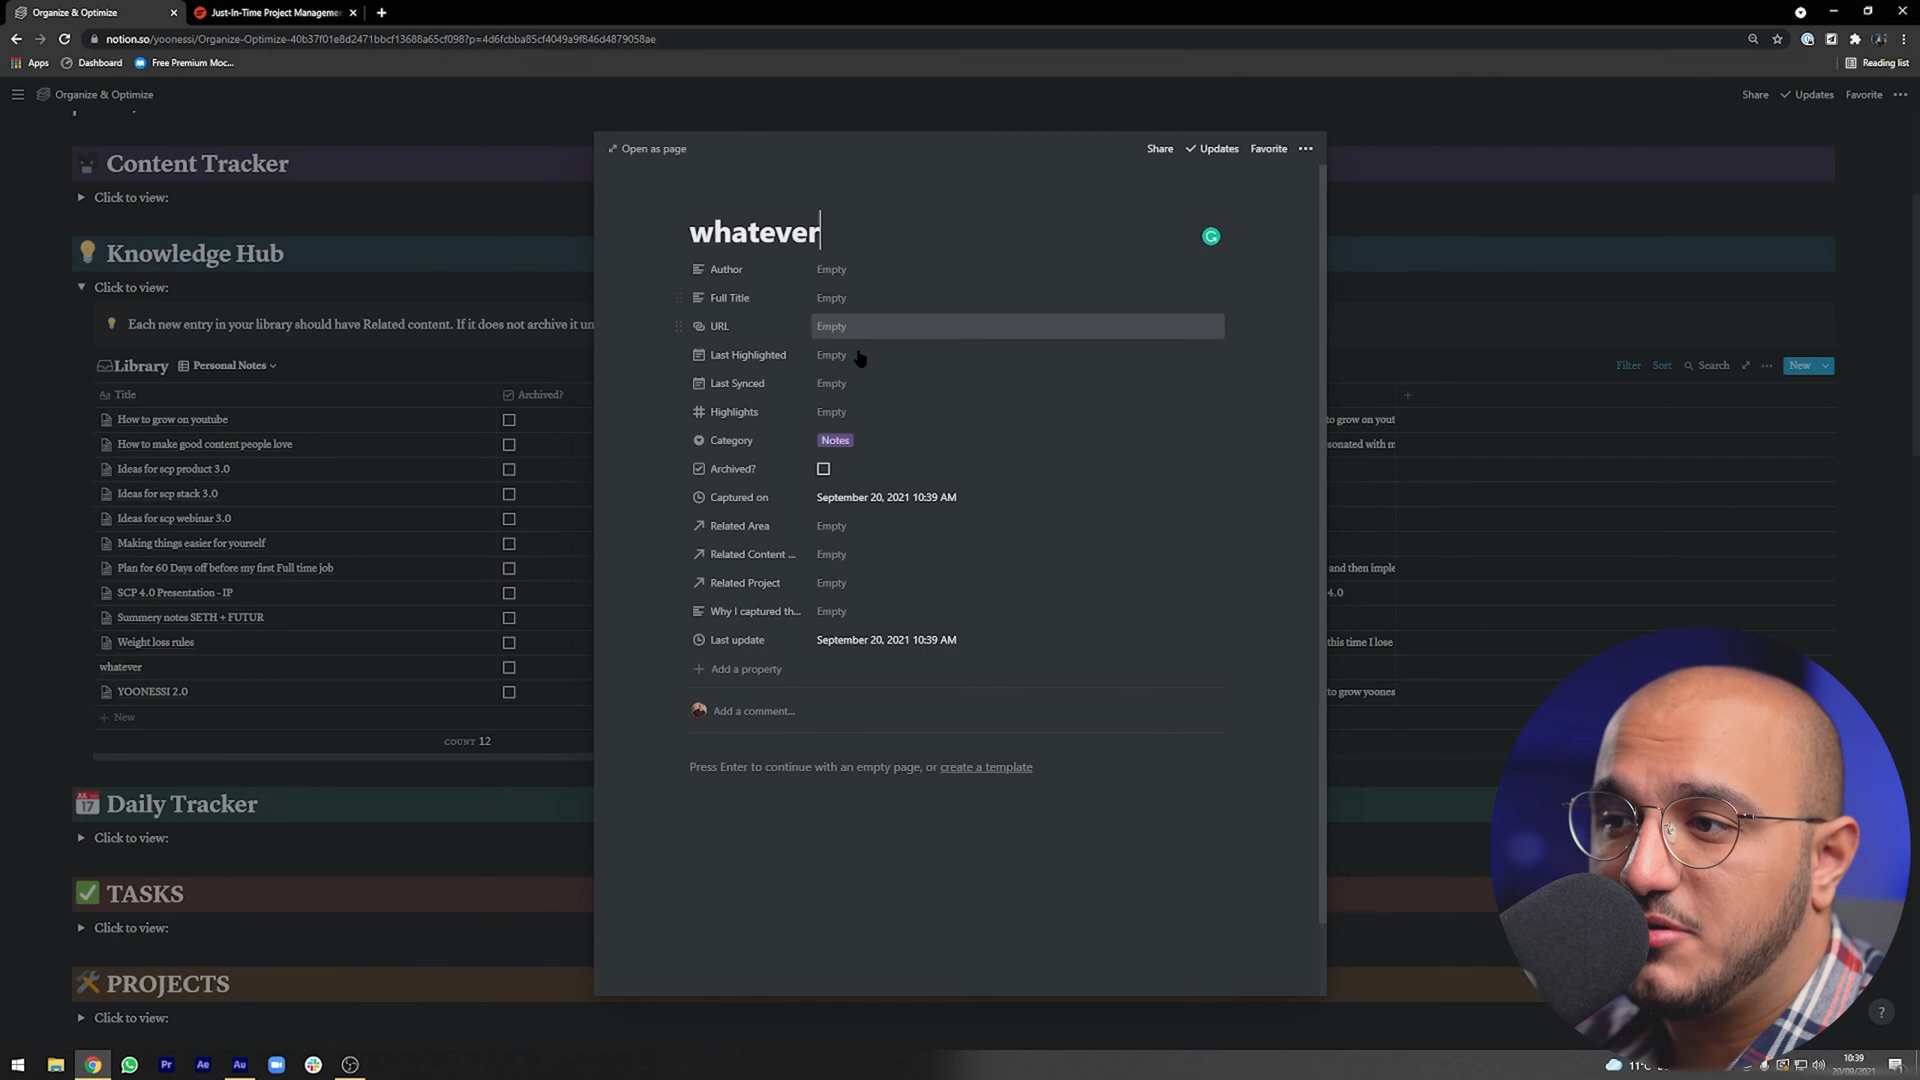 Organize & Optimize
Just-In-Time Project Managemen
notion.so/yoonessi/Organize-Optimize-40b37f01e8d2471bbcf13688a65cf098?p=4d6fcbba85cf4049a9f846d4879058ae
Apps
Dashboard
Free Premium Moc...
Reading list
Organize & Optimize
Share
Updates
Favorite
Content Tracker
Click to view:
Knowledge Hub
Click to view:
Each new entry in your library should have Related content. If it does not archive it un
Library
Personal Notes
Filter
Sort
Search
New
Aa Title
Archived?
How to grow on youtube
to grow on yout
How to make good content people love
sonated with m
Ideas for scp product 3.0
Ideas for scp stack 3.0
Ideas for scp webinar 3.0
Making things easier for yourself
Plan for 60 Days off before my first Full time job
and then imple
SCP 4.0 Presentation - IP
4.0
Summery notes SETH + FUTUR
Weight loss rules
this time I lose
whatever
YOONESSI 2.0
to grow yoones
+ New
COUNT 12
Daily Tracker
Click to view:
TASKS
Click to view:
PROJECTS
Click to view:
Open as page
Share
Updates
Favorite
whatever
Author Empty
Full Title Empty
URL Empty
Last Highlighted Empty
Last Synced Empty
Highlights Empty
Category Notes
Archived?
Captured on September 20, 2021 10:39 AM
Related Area Empty
Related Content ... Empty
Related Project Empty
Why I captured th... Empty
Last update September 20, 2021 10:39 AM
+ Add a property
Add a comment...
Press Enter to continue with an empty page, or create a template
?
JUL
17
Pr
Ae
Au
11°C
10:39
20/09/2021